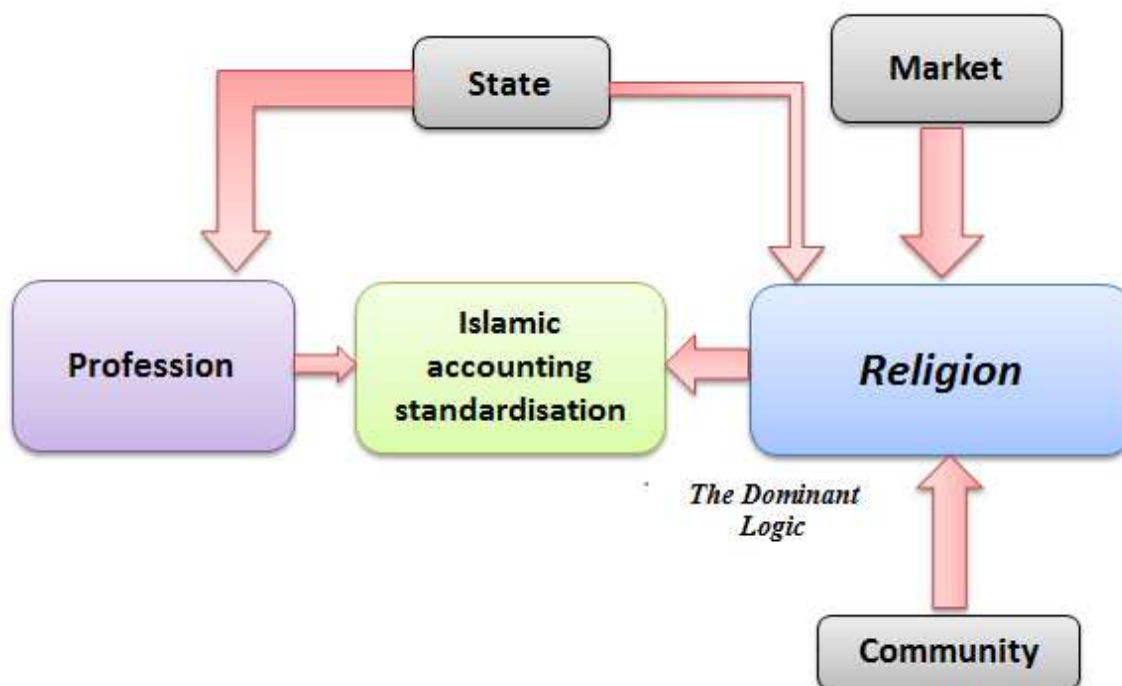 State
Market
Profession
Islamic
accounting
standardisation
Religion
The Dominant
Logic
Community